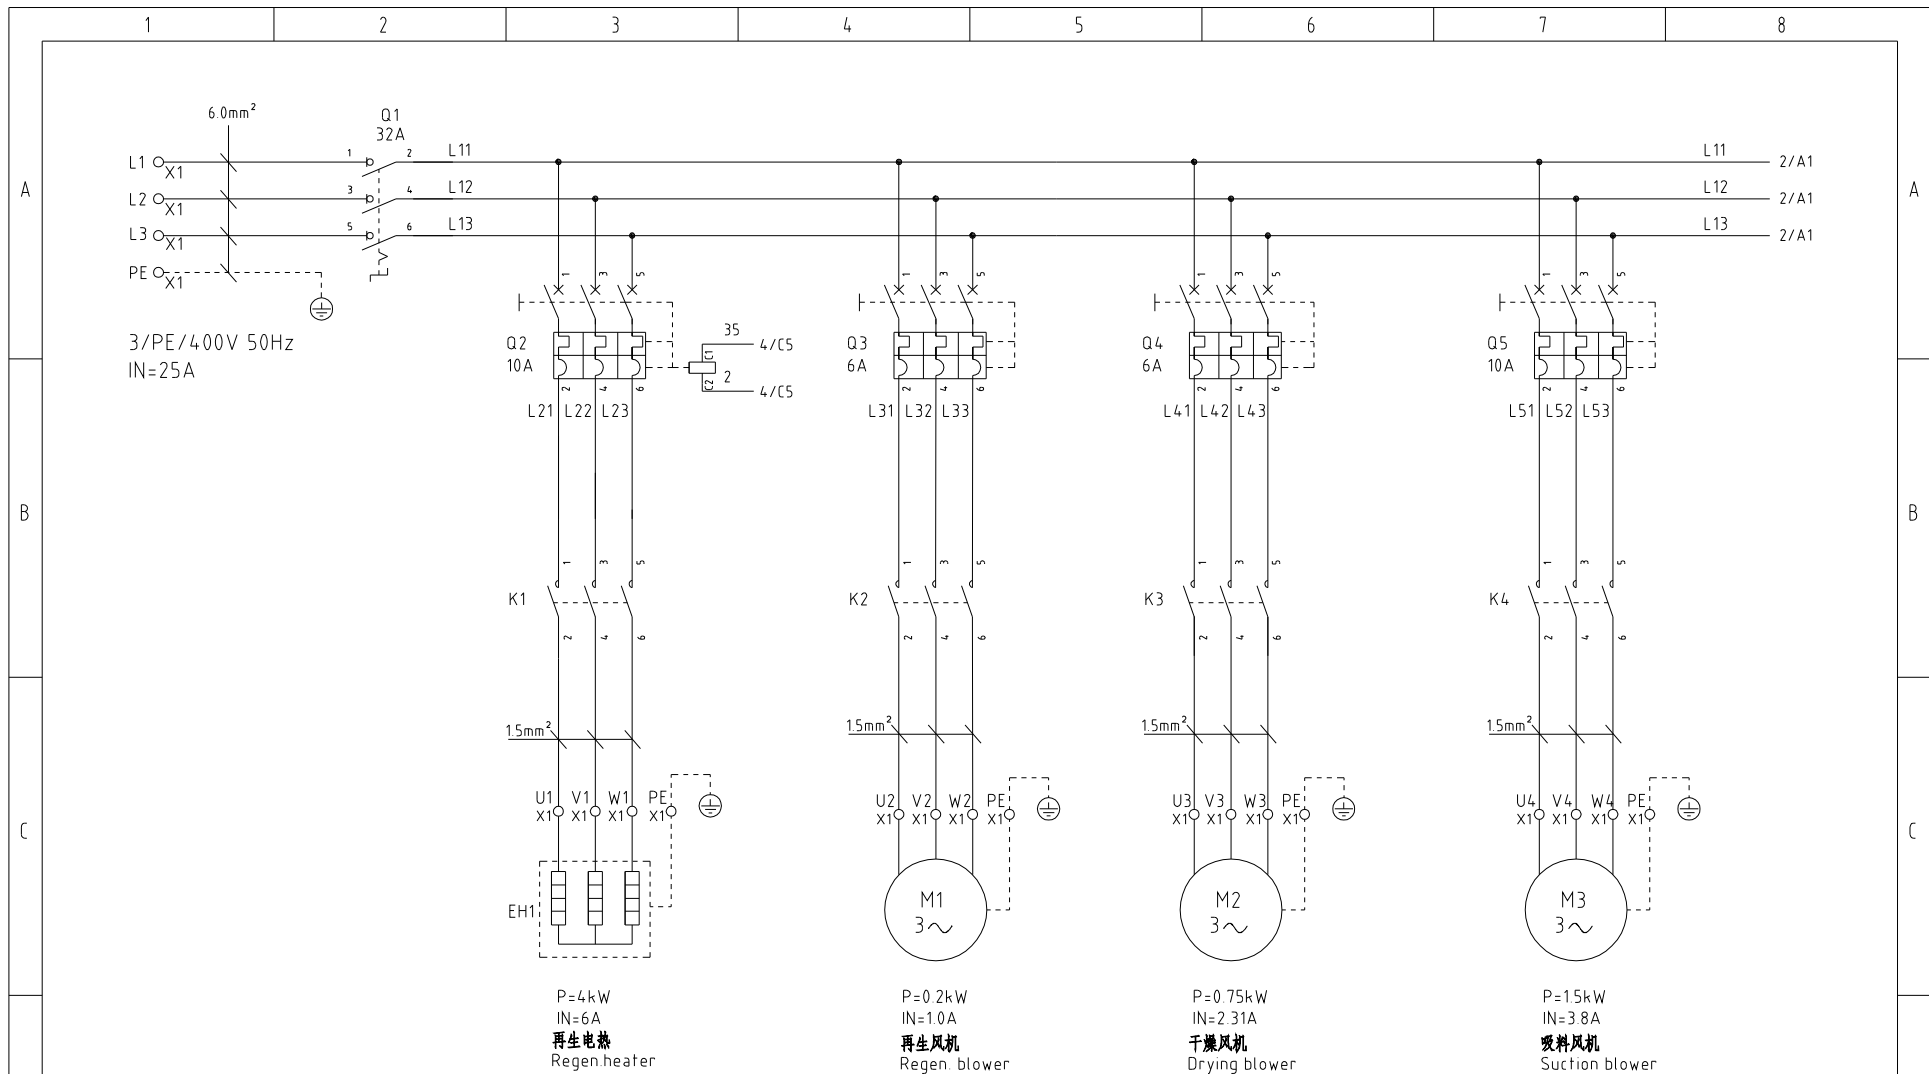 1 2 3 4 5 6 7 8
6.0mm²
Q1
32A
L1 X1 1 2 L11 L11 2/A1
A A
L2 X1 3 4 L12 L12 2/A1
L3 X1 5 6 L13 L13 2/A1
PE X1
1 3 5 1 3 5 1 3 5 1 3 5
3/PE/400V 50Hz
IN=25A
Q2
10A
35
C1 4/C5
C2 2
4/C5
Q3
6A
Q4
6A
Q5
10A
2 4 6 2 4 6 2 4 6 2 4 6
L21 L22 L23 L31 L32 L33 L41 L42 L43 L51 L52 L53
B B
1 3 5 1 3 5 1 3 5 1 3 5
K1 K2 K3 K4
2 4 6 2 4 6 2 4 6 2 4 6
1.5mm² 1.5mm² 1.5mm² 1.5mm²
U1 V1 W1 PE U2 V2 W2 PE U3 V3 W3 PE U4 V4 W4 PE
X1 X1 X1 X1 X1 X1 X1 X1 X1 X1 X1 X1 X1 X1 X1 X1
C C
EH1
M1
3~
M2
3~
M3
3~
P=4kW
IN=6A
再生电热
Regen.heater
P=0.2kW
IN=1.0A
再生风机
Regen. blower
P=0.75kW
IN=2.31A
干燥风机
Drying blower
P=1.5kW
IN=3.8A
吸料风机
Suction blower